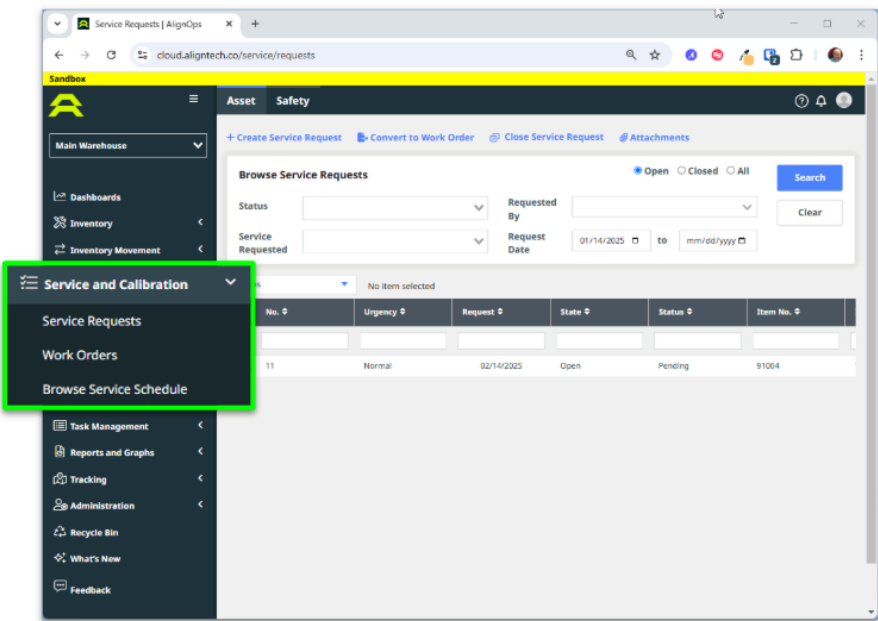 Service Requests | AlignOps
cloud.aligntech.co/service/requests
2
Sandbox
Asset Safety
Main Warehouse
+ Create Service Request Convert to Work Order Close Service Request Attachments
Browse Service Requests
Open Closed All
Search
Status
Requested By
Clear
Service Requested
Request Date
01/14/2025 to mm/dd/yyyy
Dashboards
Inventory
Inventory Movement
Service and Calibration
Service Requests
Work Orders
Browse Service Schedule
Task Management
Reports and Graphs
Tracking
Administration
Recycle Bin
What's New
Feedback
No item selected
No. Urgency Request State Status Item No.
11 Normal 02/14/2025 Open Pending 91004